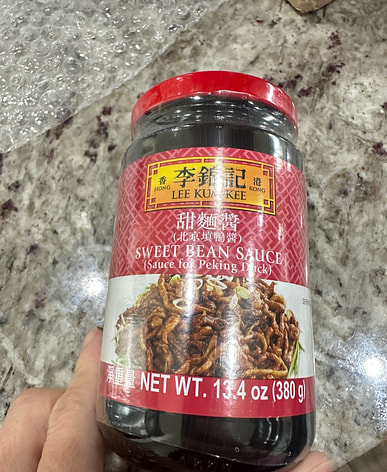 李錦記
香 港
HONG KONG
LEE KUM KEE
甜麵醬
(北京填鴨醬)
SWEET BEAN SAUCE
(Sauce for Peking Duck)
淨重量 NET WT. 13.4 oz (380 g)